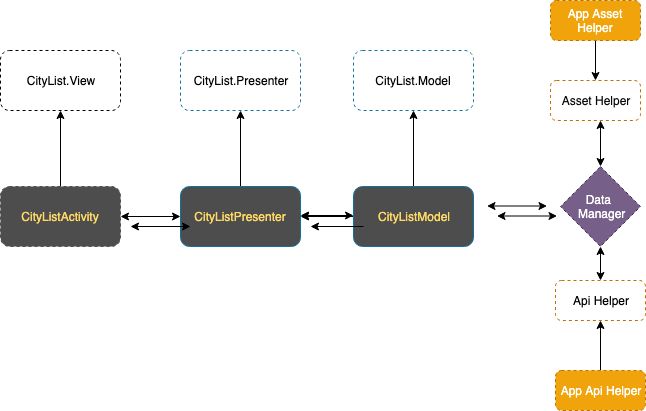 App Asset
Helper
CityList.View
CityList.Presenter
CityList.Model
Asset Helper
CityListActivity
CityListPresenter
CityListModel
Data
Manager
Api Helper
App Api Helper